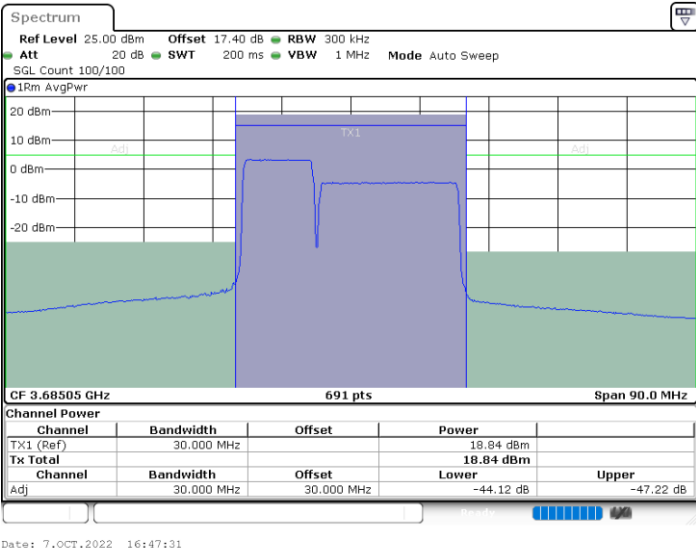 Spectrum
Ref Level 25.00 dBm Offset 17.40 dB RBW 300 kHz
Att 20 dB SWT 200 ms VBW 1 MHz Mode Auto Sweep
SGL Count 100/100
1Rm AvgPwr
20 dBm
TX1
10 dBm
Adj Adj
0 dBm
-10 dBm
-20 dBm
CF 3.68505 GHz 691 pts Span 90.0 MHz
Channel Power
Channel Bandwidth Offset Power
TX1 (Ref) 30.000 MHz 18.84 dBm
Tx Total 18.84 dBm
Channel Bandwidth Offset Lower Upper
Adj 30.000 MHz 30.000 MHz -44.12 dB -47.22 dB
Ready
Date: 7.OCT.2022 16:47:31